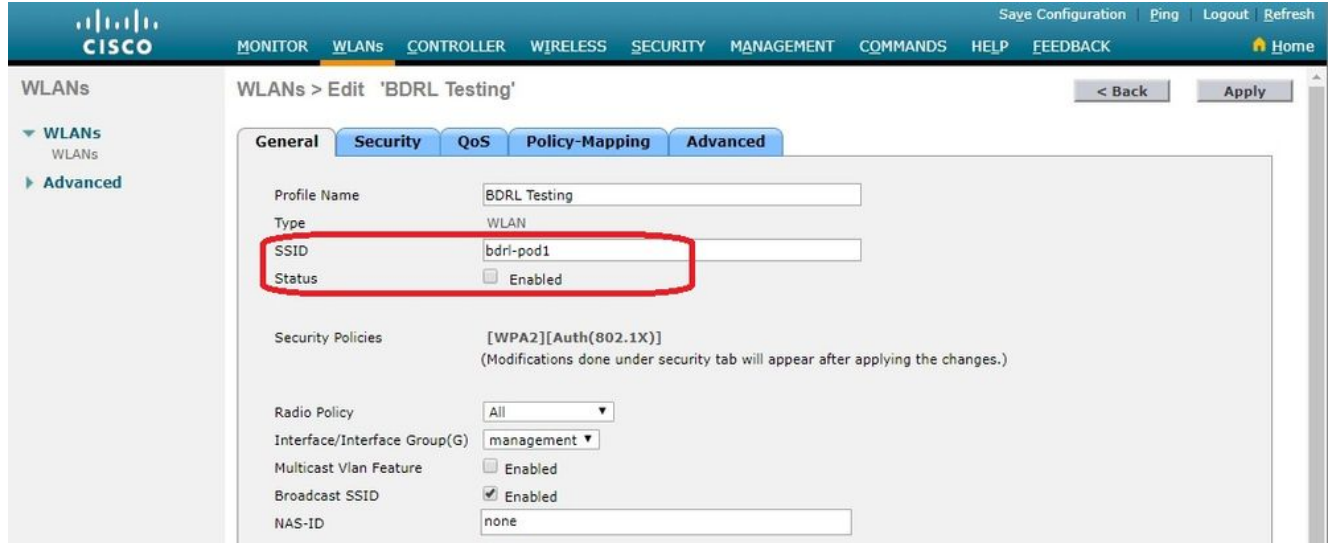 Save Configuration | Ping | Logout | Refresh
CISCO MONITOR WLANs CONTROLLER WIRELESS SECURITY MANAGEMENT COMMANDS HELP FEEDBACK Home
WLANs
WLANs > Edit 'BDRL Testing'
< Back
Apply
WLANs
WLANs
Advanced
General Security QoS Policy-Mapping Advanced
Profile Name BDRL Testing
Type WLAN
SSID bdrl-pod1
Status Enabled
Security Policies [WPA2][Auth(802.1X)]
(Modifications done under security tab will appear after applying the changes.)
Radio Policy All
Interface/Interface Group(G) management
Multicast Vlan Feature Enabled
Broadcast SSID Enabled
NAS-ID none